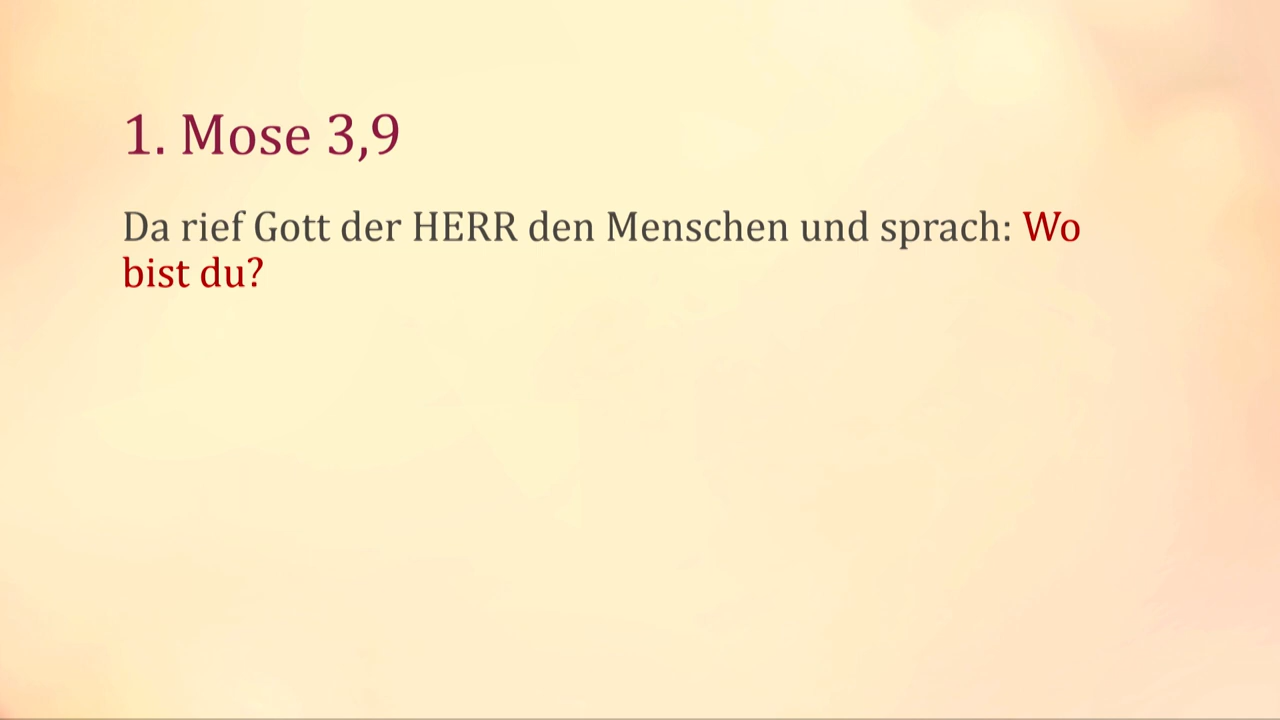 1. Mose 3,9
Da rief Gott der HERR den Menschen und sprach: Wo
bist du?